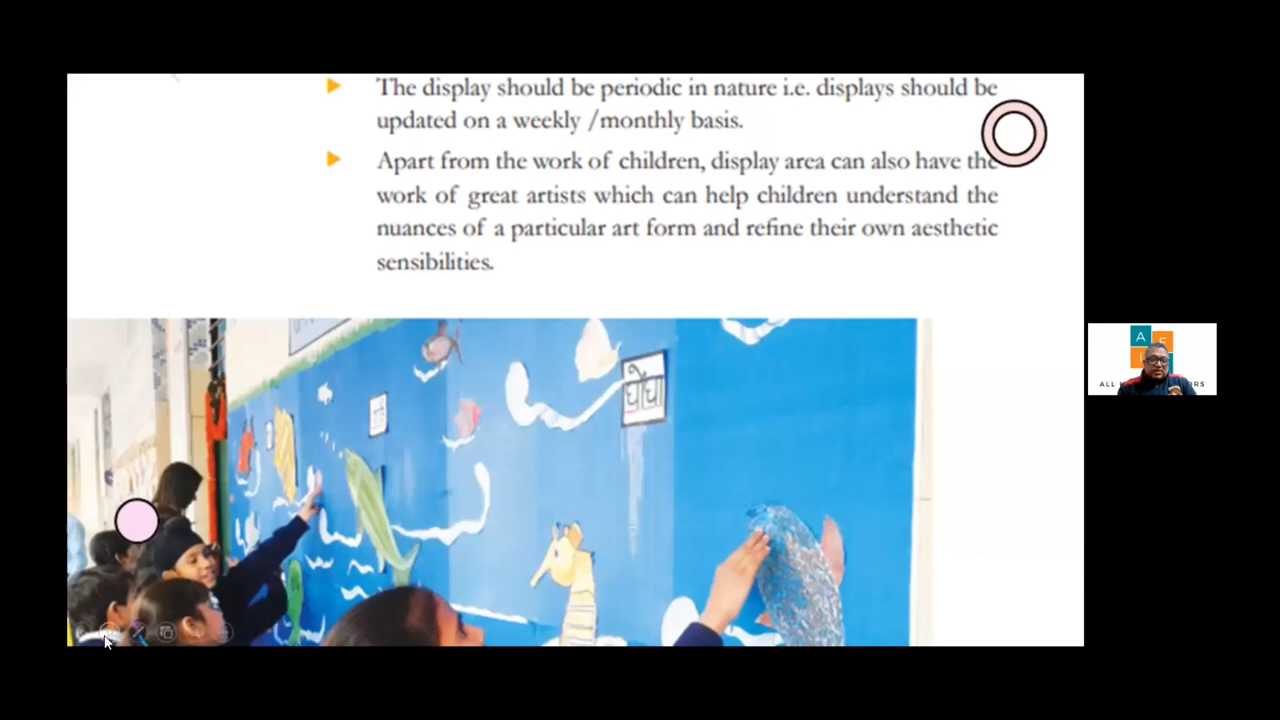 The display should be periodic in nature i.e. displays should be
updated on a weekly /monthly basis.
Apart from the work of children, display area can also have the
work of great artists which can help children understand the
nuances of a particular art form and refine their own aesthetic
sensibilities.
घोंघा
A
ALL